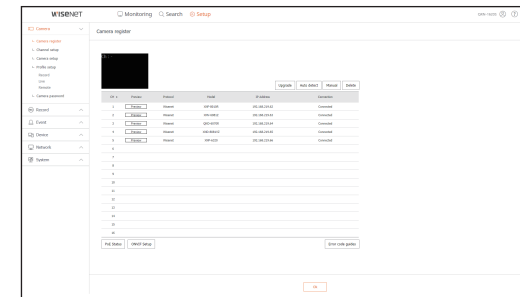 WISENET
Monitoring Search Setup
Camera
Camera register
Camera register
Channel setup
Camera setup
Profile setup
Record
Live
Remote
Camera password
Record
Event
Device
Network
System
Upgrade Auto detect Manual Delete
CH Preview Protocol Model IP address Connection
1 Preview Wisenet Connected
2 Preview Wisenet Connected
3 Preview Wisenet Connected
4 Preview Wisenet Connected
5 Preview Wisenet Connected
6
7
8
9
10
11
12
13
14
15
16
PoE Status ONVIF Setup Error code guides
OK